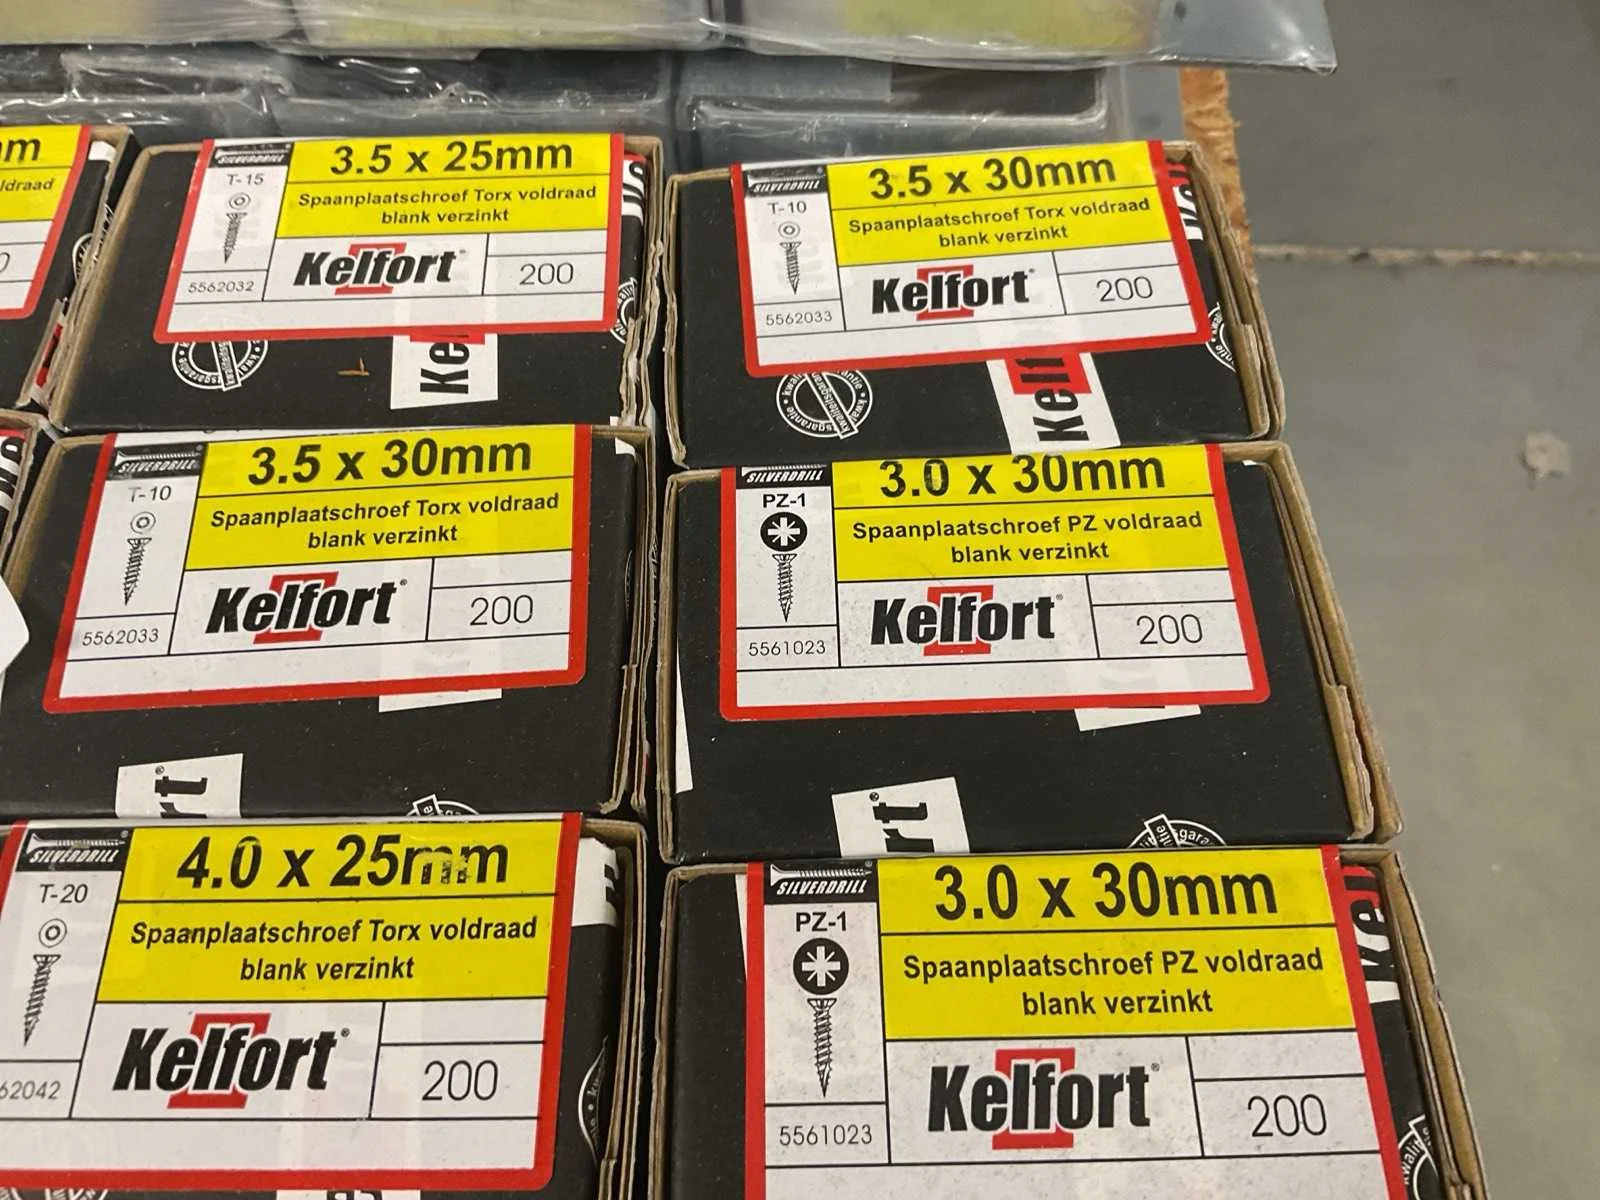 SILVERDRILL
T-15
3.5 x 25mm
Spaanplaatschroef Torx voldraad
blank verzinkt
Kelfort
200
5562032
SILVERDRILL
T-10
3.5 x 30mm
Spaanplaatschroef Torx voldraad
blank verzinkt
Kelfort
200
5562033
SILVERDRILL
T-10
3.5 x 30mm
Spaanplaatschroef Torx voldraad
blank verzinkt
Kelfort
200
5562033
SILVERDRILL
PZ-1
3.0 x 30mm
Spaanplaatschroef PZ voldraad
blank verzinkt
Kelfort
200
5561023
SILVERDRILL
T-20
4.0 x 25mm
Spaanplaatschroef Torx voldraad
blank verzinkt
Kelfort
200
62042
SILVERDRILL
PZ-1
3.0 x 30mm
Spaanplaatschroef PZ voldraad
blank verzinkt
Kelfort
200
5561023